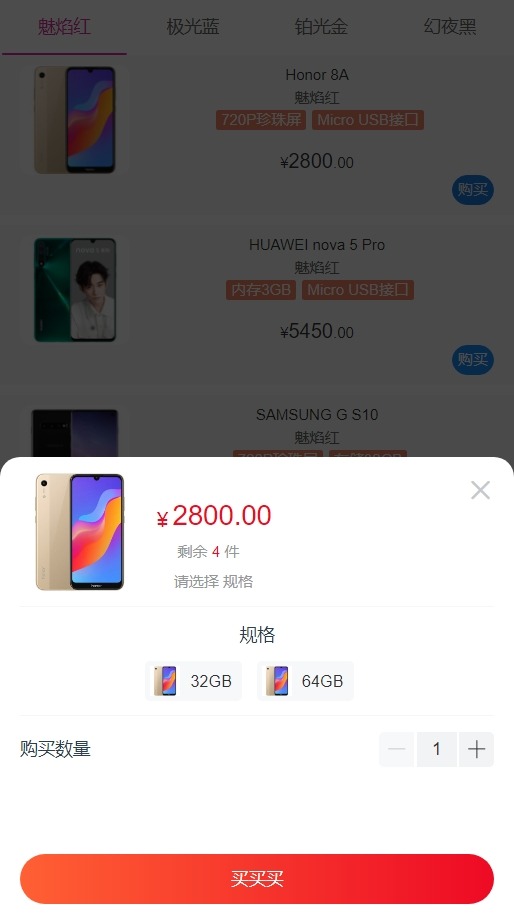 魅焰红 极光蓝 铂光金 幻夜黑
Honor 8A
魅焰红
720P珍珠屏 Micro USB接口
¥2800.00
购买
HUAWEI nova 5 Pro
魅焰红
内存3GB Micro USB接口
¥5450.00
购买
SAMSUNG G S10
魅焰红
¥2800.00
剩余 4 件
请选择 规格
规格
32GB 64GB
购买数量 1
买买买